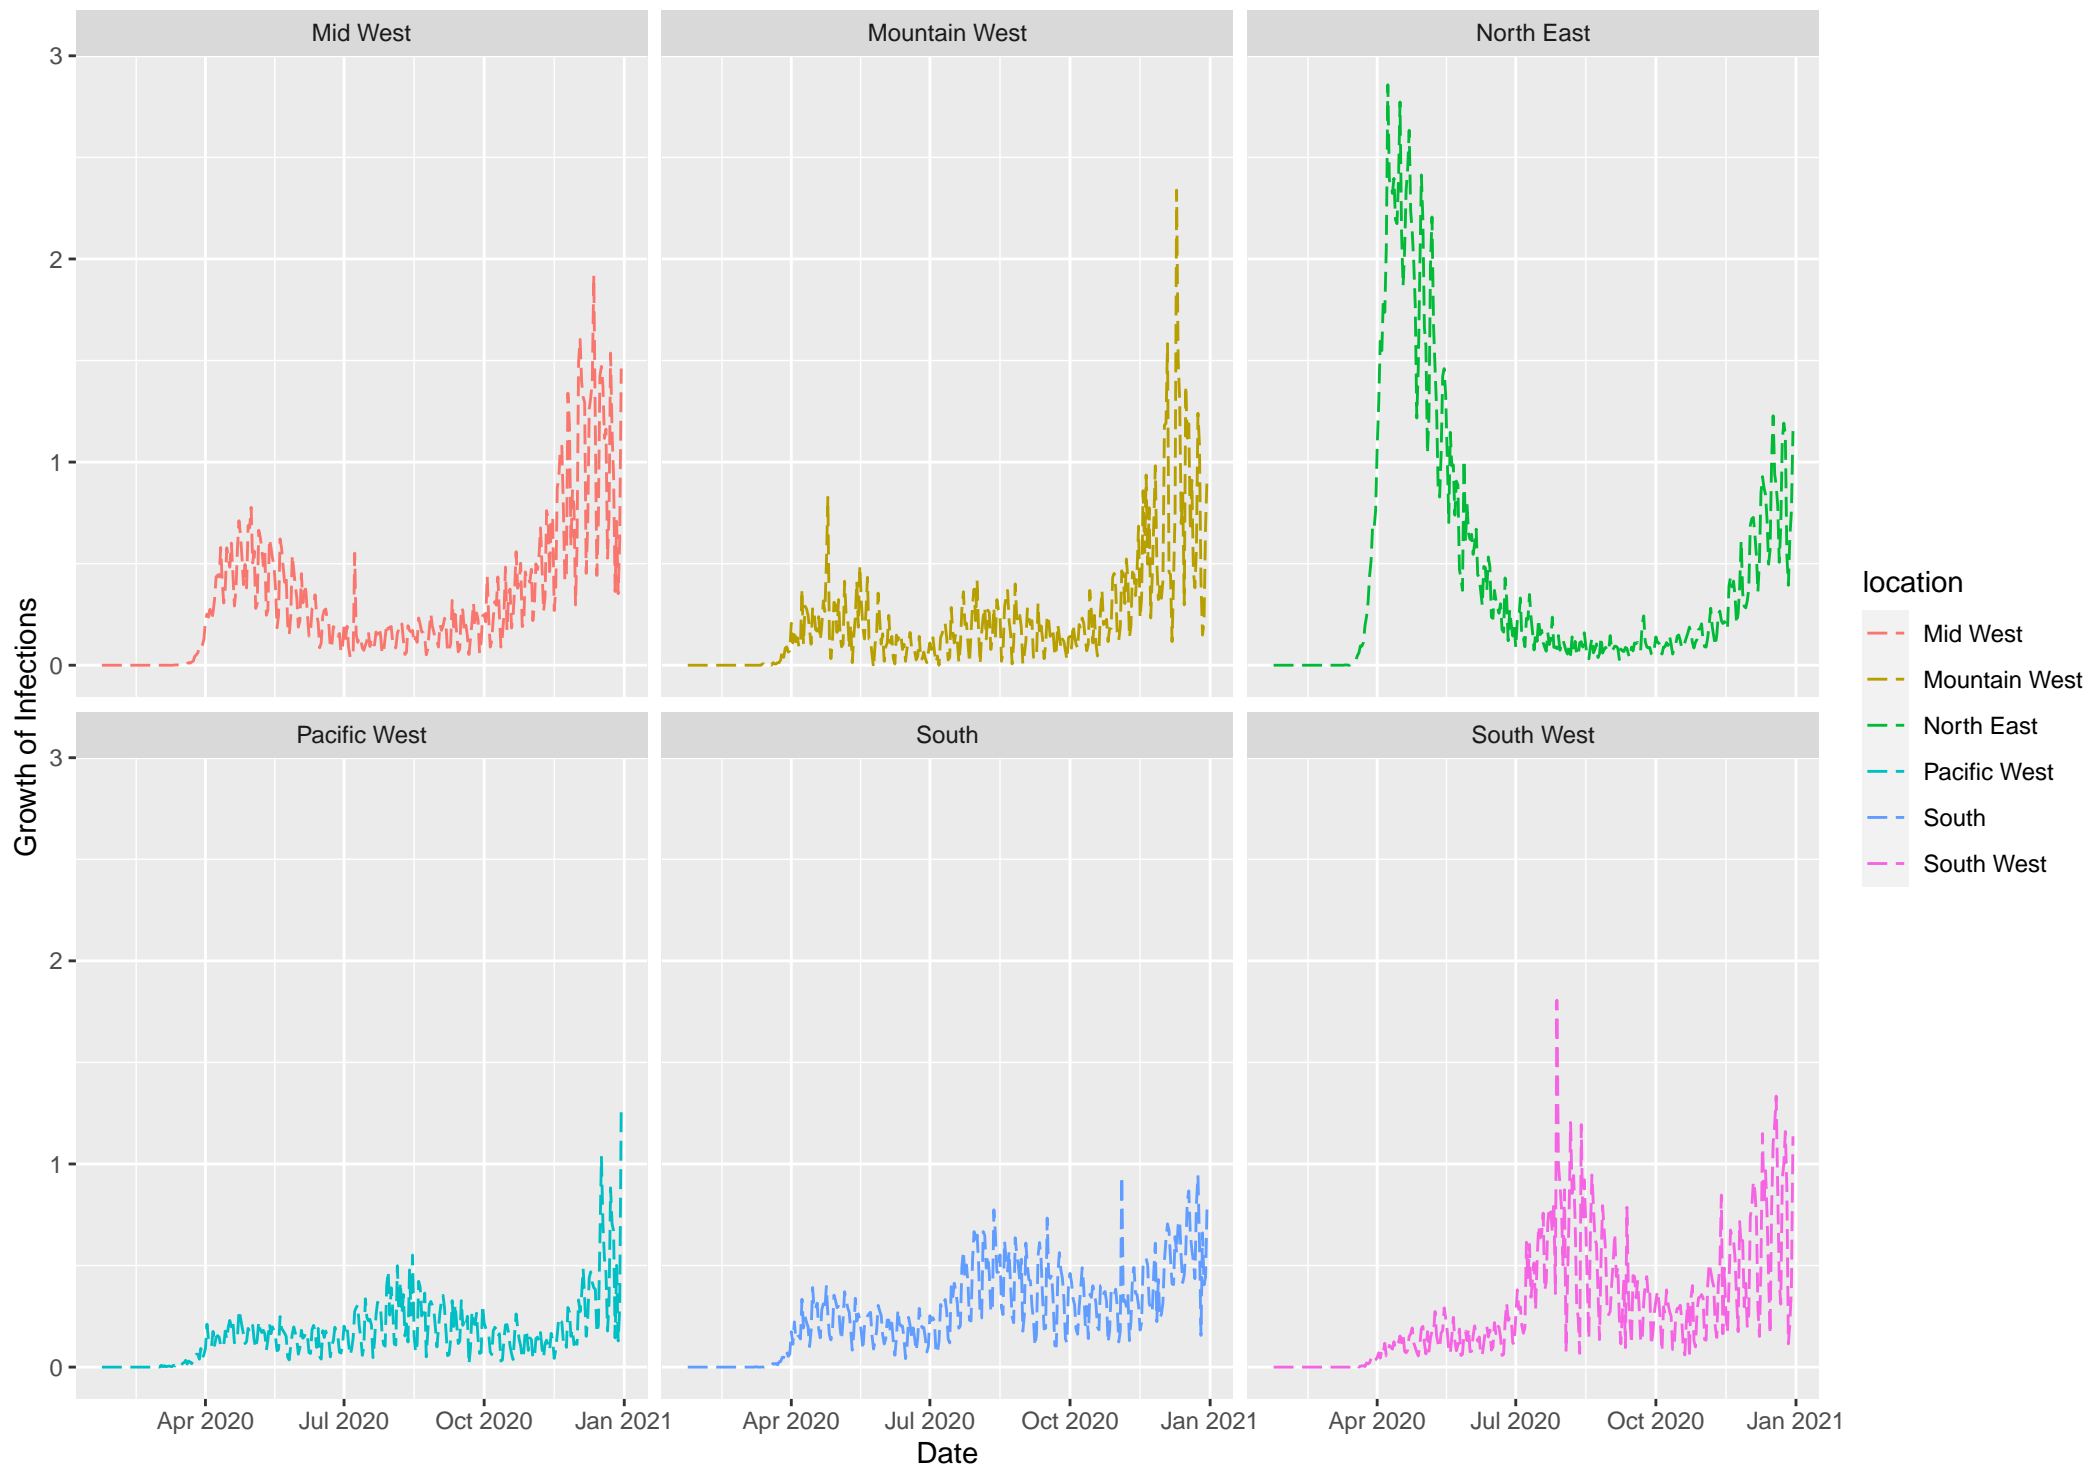 Mid West
Mountain West
North East
3
2
1
0
Growth of Infections
Pacific West
South
South West
3
2
1
0
Apr 2020 Jul 2020 Oct 2020 Jan 2021
Apr 2020 Jul 2020 Oct 2020 Jan 2021
Apr 2020 Jul 2020 Oct 2020 Jan 2021
Date
location
Mid West
Mountain West
North East
Pacific West
South
South West